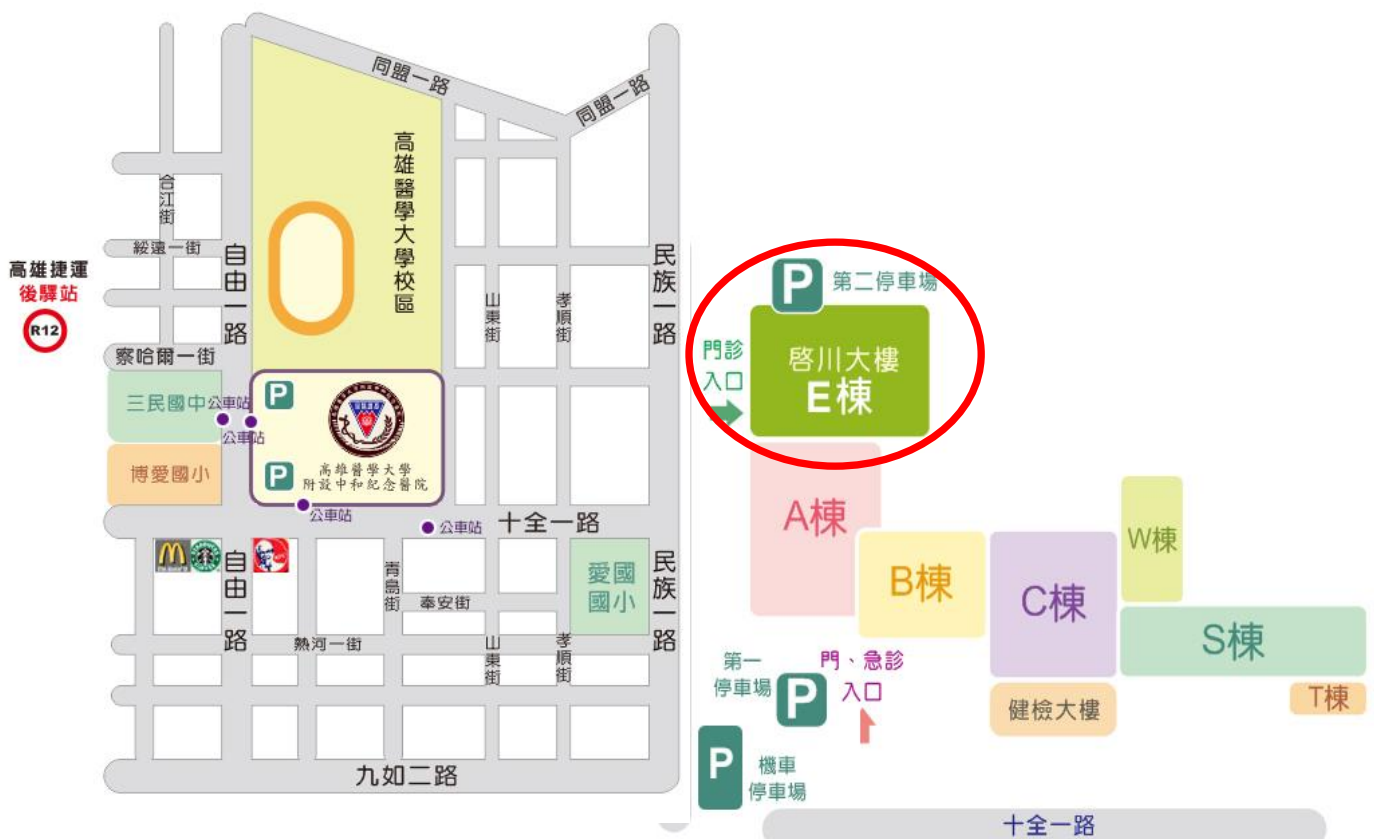 同盟一路
同盟一路
高雄醫學大學校區
合江街
綏遠一街
自由一路
高雄捷運
後驛站
R12
山東街
孝順街
民族一路
察哈爾一街
三民國中
公車站
公車站
P
博愛國小
P
高雄醫學大學
附設中和紀念醫院
公車站
公車站
十全一路
自由一路
青島街
奉安街
愛國
國小
民族一路
熱河一街
山東街
孝順街
九如二路
P
第二停車場
門診
入口
啓川大樓
E棟
A棟
B棟
C棟
W棟
S棟
T棟
健檢大樓
第一
停車場
P
門、急診
入口
P
機車
停車場
十全一路